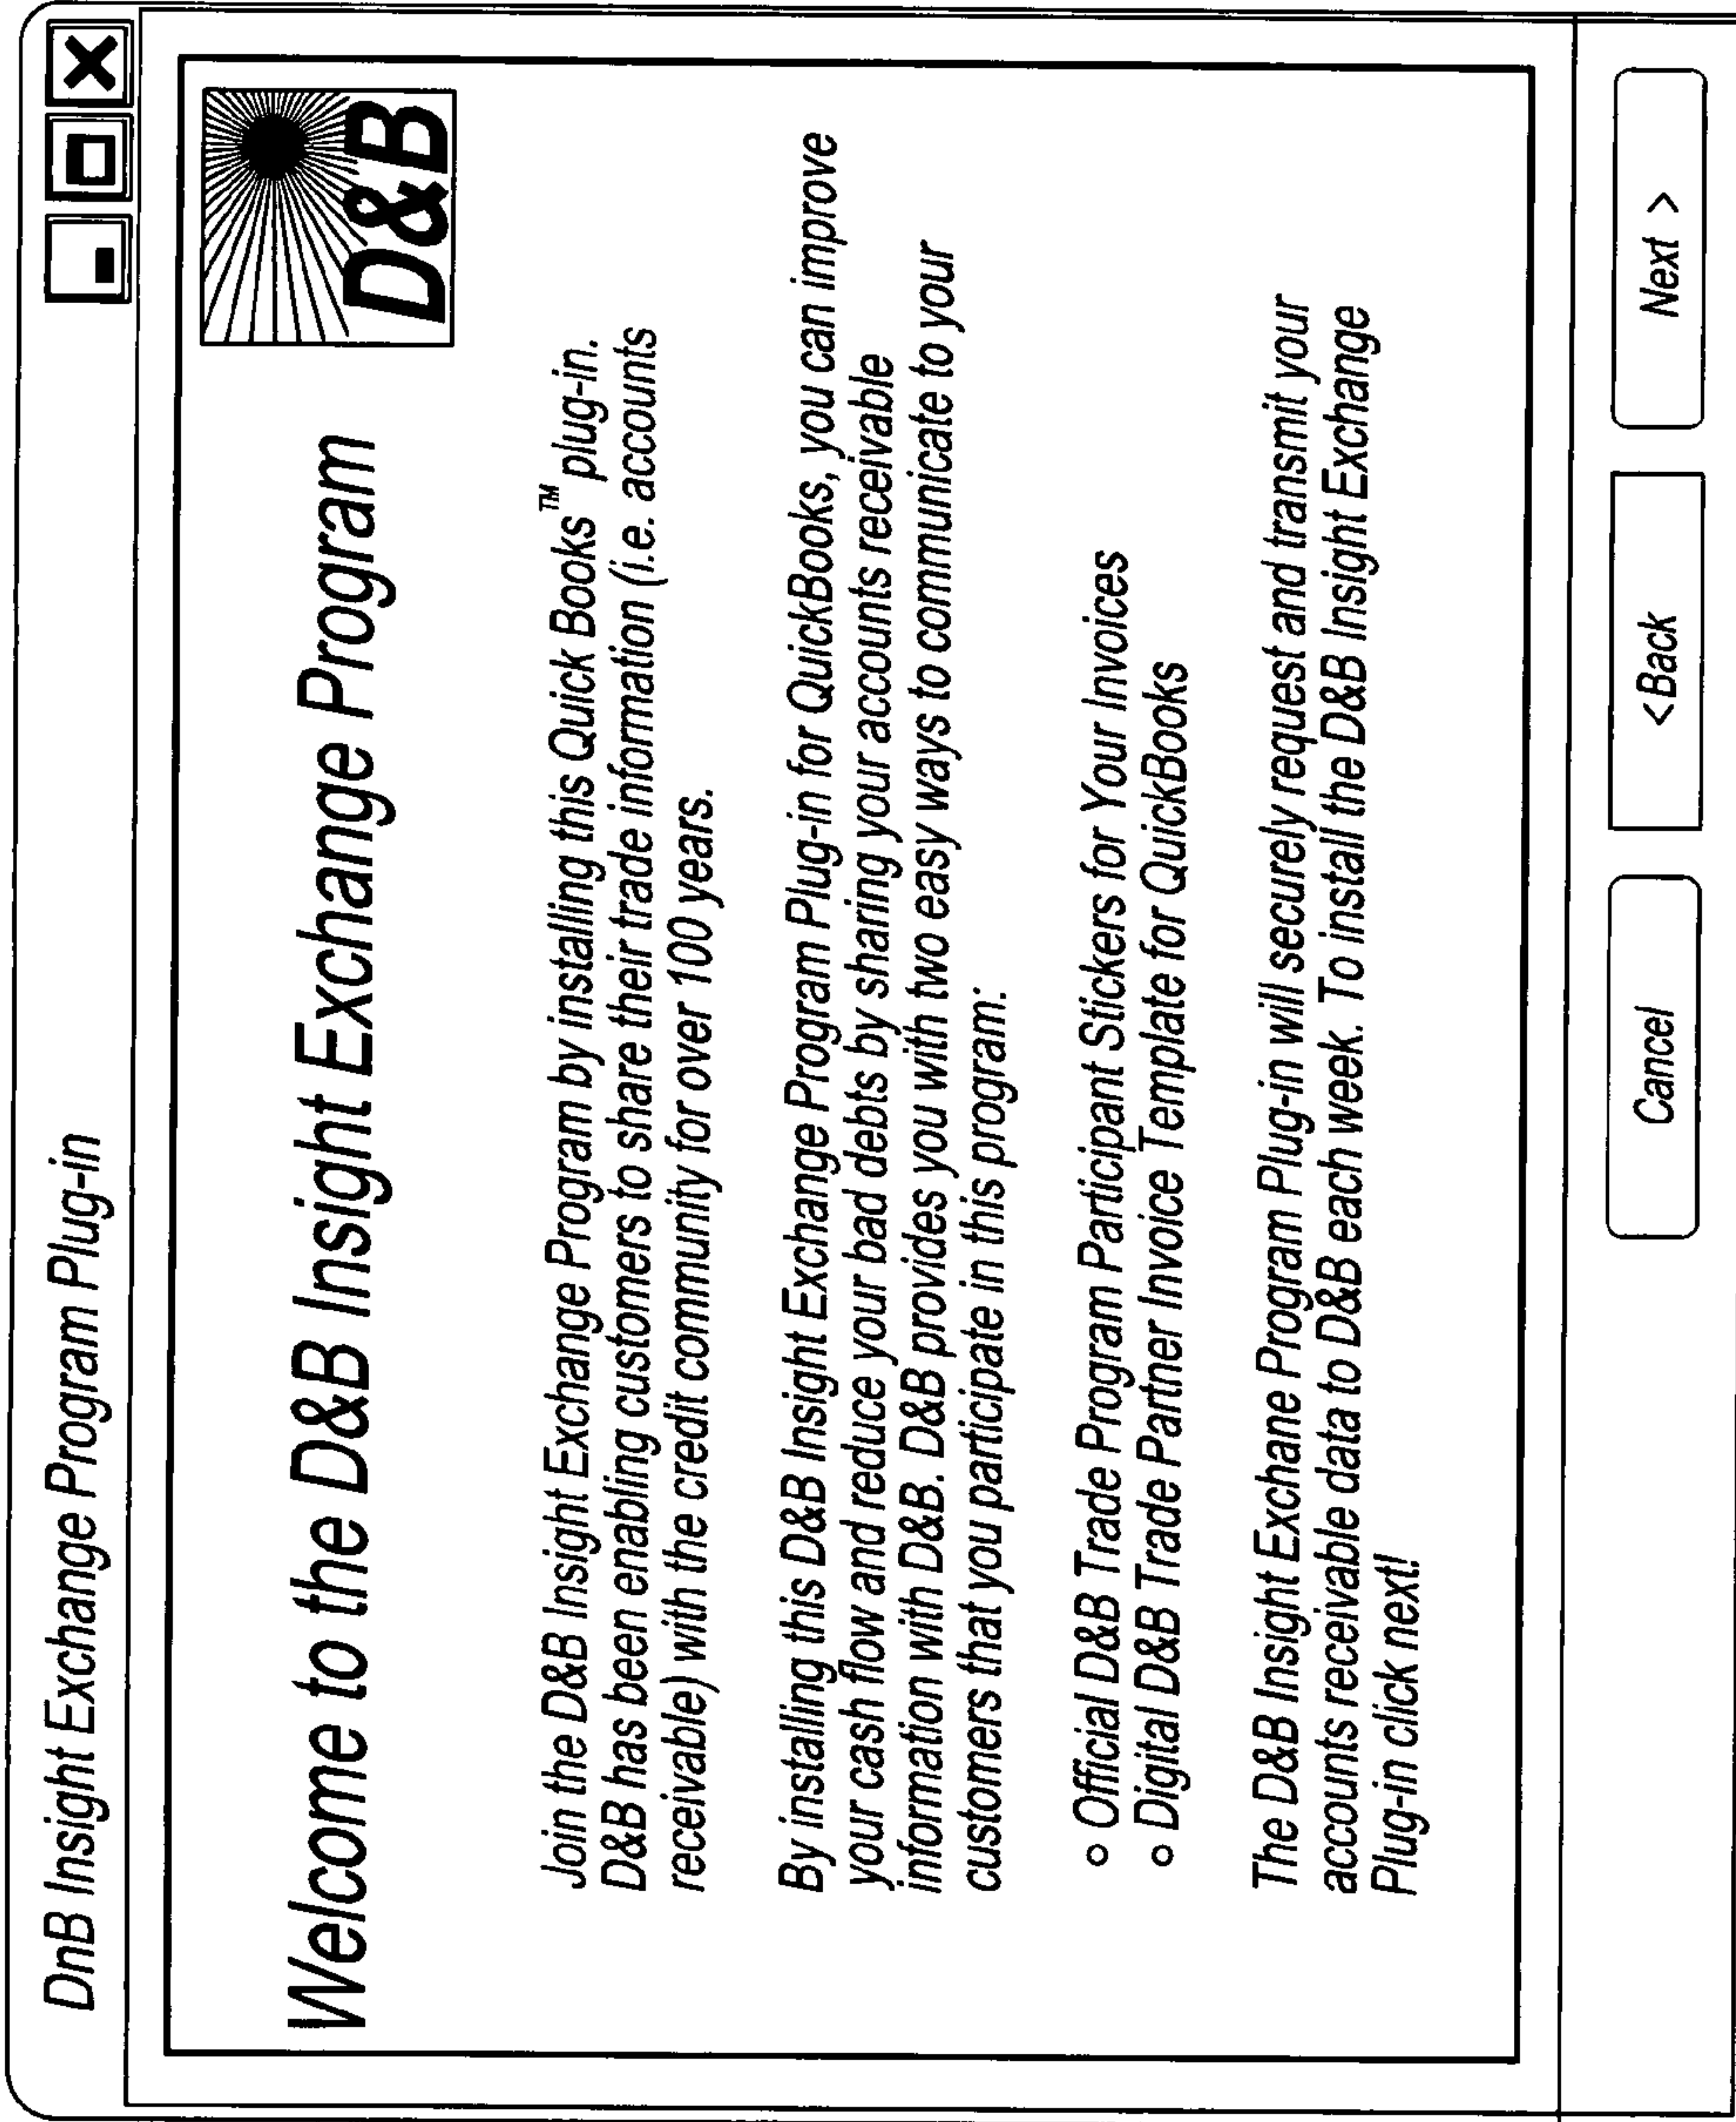 DnB Insight Exchange Program Plug-in
D&B
Welcome to the D&B Insight Exchange Program
Join the D&B Insight Exchange Program by installing this Quick Books™ plug-in.
D&B has been enabling customers to share their trade information (i.e. accounts
receivable) with the credit community for over 100 years.
By installing this D&B Insight Exchange Program Plug-in for QuickBooks, you can improve
your cash flow and reduce your bad debts by sharing your accounts receivable
information with D&B. D&B provides you with two easy ways to communicate to your
customers that you participate in this program:
o Official D&B Trade Program Participant Stickers for Your Invoices
o Digital D&B Trade Partner Invoice Template for QuickBooks
The D&B Insight Exchane Program Plug-in will securely request and transmit your
accounts receivable data to D&B each week. To install the D&B Insight Exchange
Plug-in click next!
Cancel
<Back
Next >